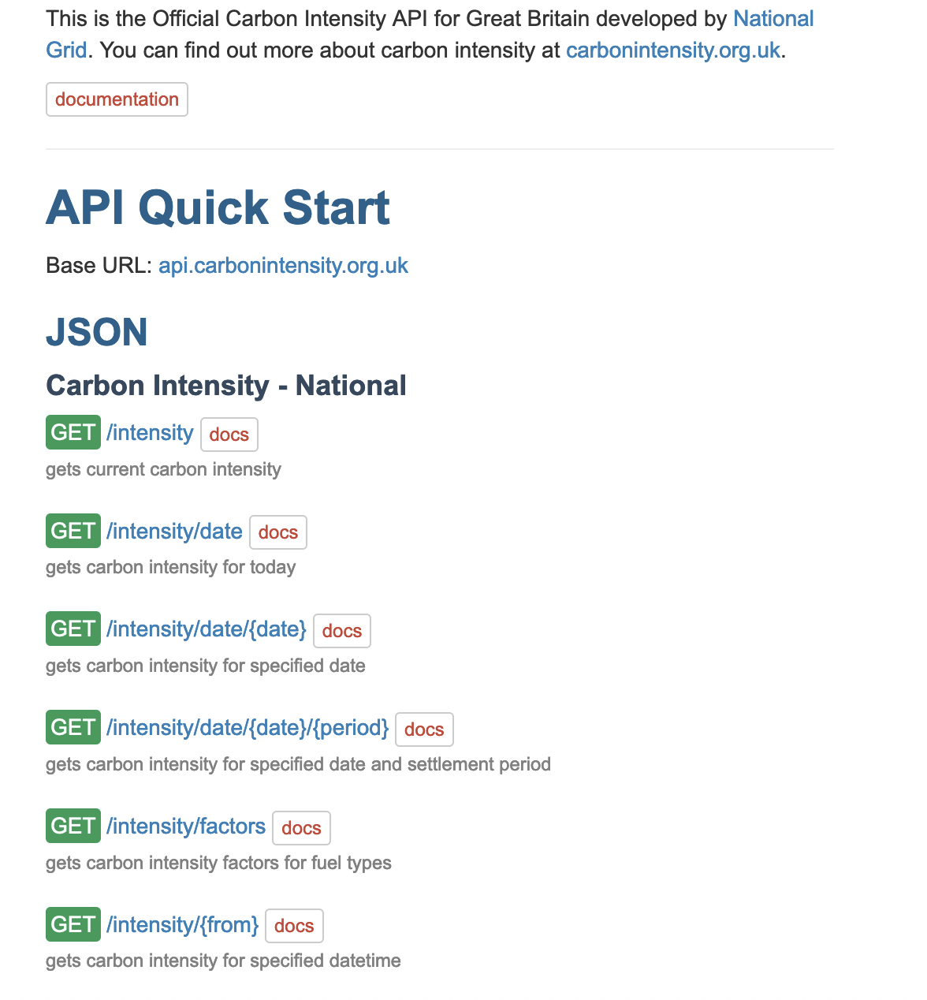 This is the Official Carbon Intensity API for Great Britain developed by National
Grid. You can find out more about carbon intensity at carbonintensity.org.uk.
documentation
API Quick Start
Base URL: api.carbonintensity.org.uk
JSON
Carbon Intensity - National
GET /intensity docs
gets current carbon intensity
GET /intensity/date docs
gets carbon intensity for today
GET /intensity/date/{date} docs
gets carbon intensity for specified date
GET /intensity/date/{date}/{period} docs
gets carbon intensity for specified date and settlement period
GET /intensity/factors docs
gets carbon intensity factors for fuel types
GET /intensity/{from} docs
gets carbon intensity for specified datetime